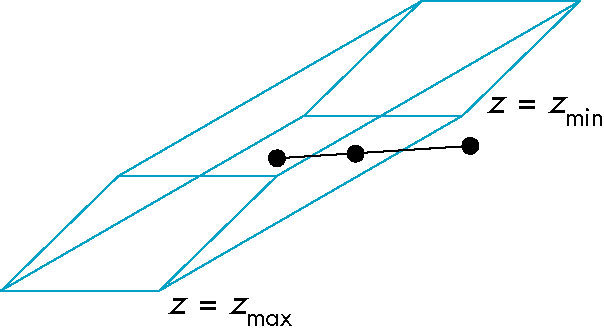 z = zmin
z = zmax